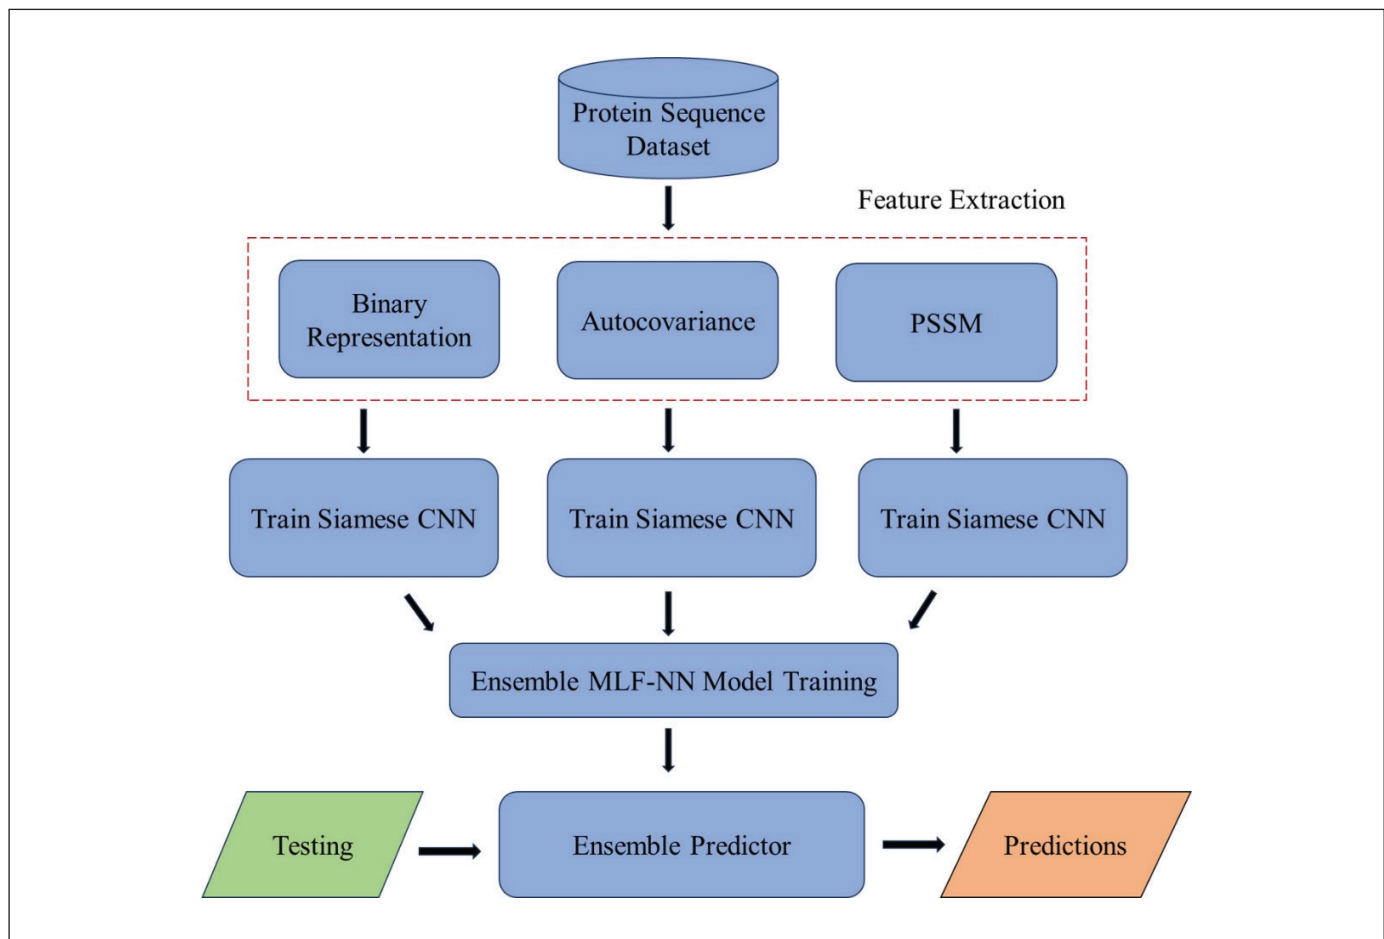 Protein Sequence
Dataset
Feature Extraction
Binary
Representation
Autocovariance
PSSM
Train Siamese CNN
Train Siamese CNN
Train Siamese CNN
Ensemble MLF-NN Model Training
Testing
Ensemble Predictor
Predictions